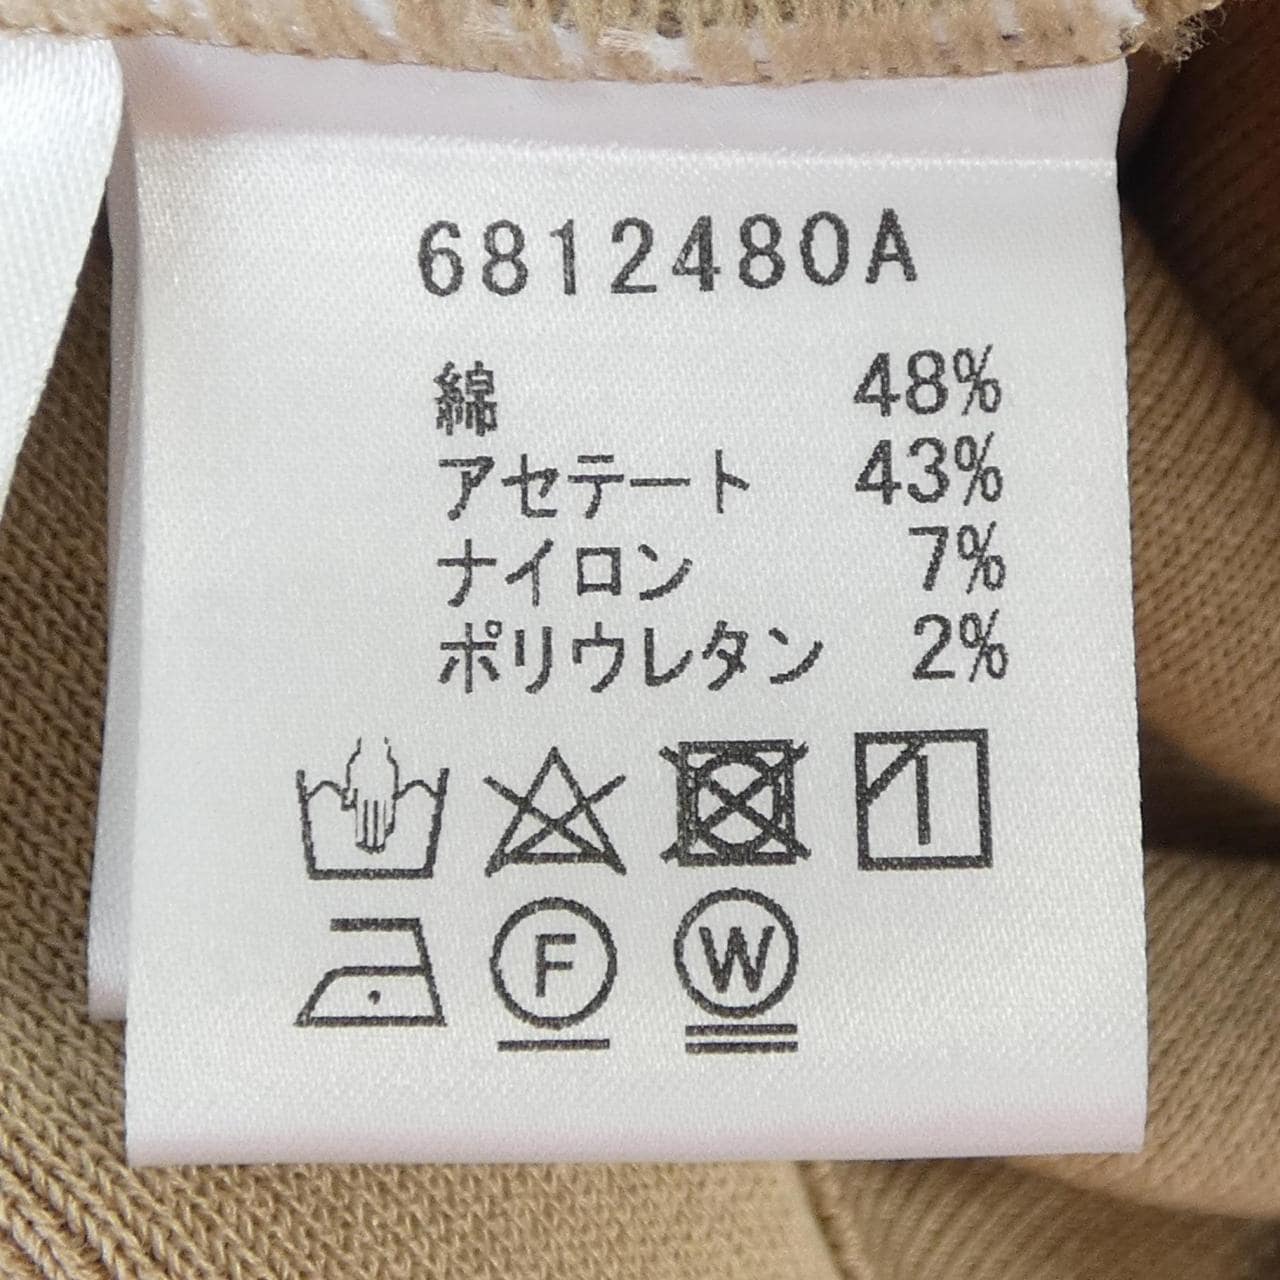 6812480A
綿 48%
アセテート 43%
ナイロン 7%
ポリウレタン 2%
F W